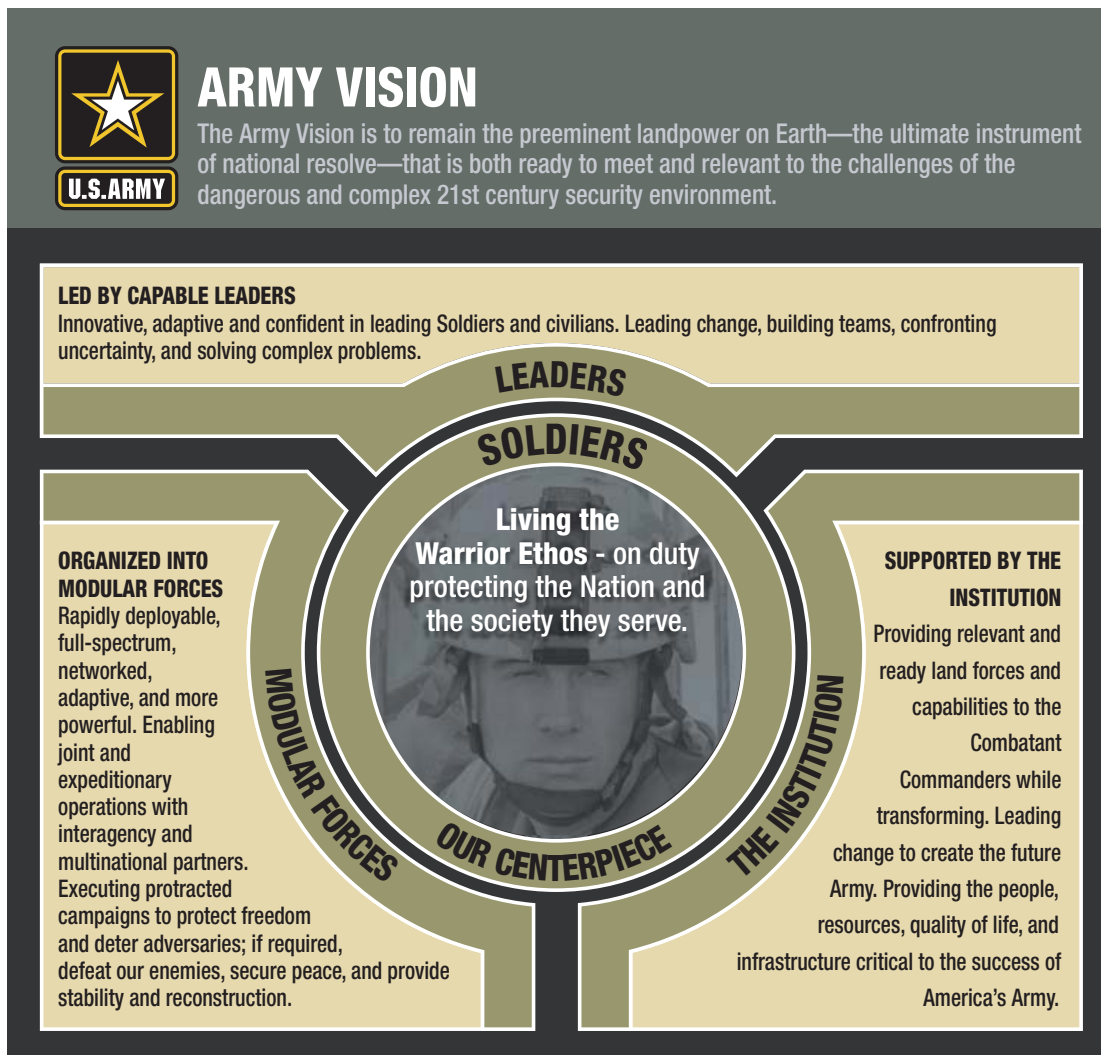 U.S.ARMY
ARMY VISION
The Army Vision is to remain the preeminent landpower on Earth—the ultimate instrument
of national resolve—that is both ready to meet and relevant to the challenges of the
dangerous and complex 21st century security environment.
LED BY CAPABLE LEADERS
Innovative, adaptive and confident in leading Soldiers and civilians. Leading change, building teams, confronting
uncertainty, and solving complex problems.
LEADERS
SOLDIERS
Living the
Warrior Ethos - on duty
protecting the Nation and
the society they serve.
OUR CENTERPIECE
ORGANIZED INTO
MODULAR FORCES
Rapidly deployable,
full-spectrum,
networked,
adaptive, and more
powerful. Enabling
joint and
expeditionary
operations with
interagency and
multinational partners.
Executing protracted
campaigns to protect freedom
and deter adversaries; if required,
defeat our enemies, secure peace, and provide
stability and reconstruction.
MODULAR FORCES
THE INSTITUTION
SUPPORTED BY THE
INSTITUTION
Providing relevant and
ready land forces and
capabilities to the
Combatant
Commanders while
transforming. Leading
change to create the future
Army. Providing the people,
resources, quality of life, and
infrastructure critical to the success of
America's Army.